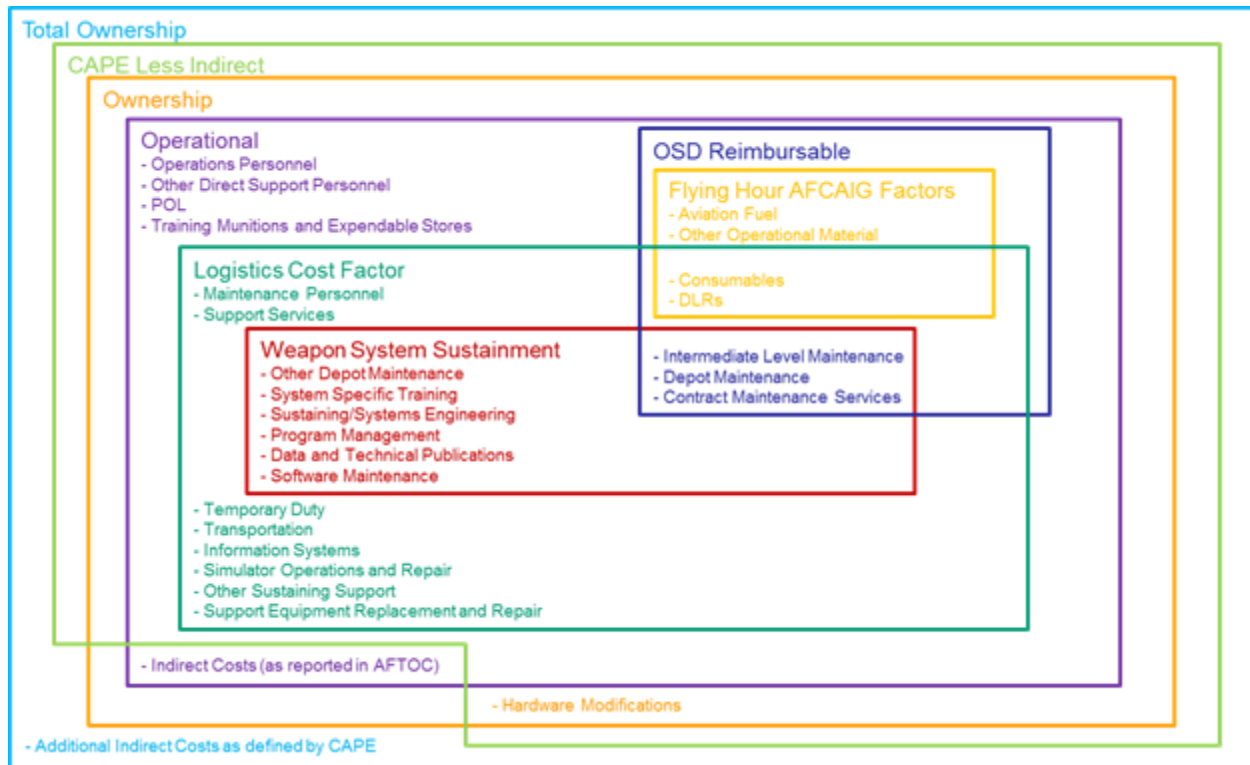 Total Ownership
CAPE Less Indirect
Ownership
Operational
- Operations Personnel
- Other Direct Support Personnel
- POL
- Training Munitions and Expendable Stores
OSD Reimbursable
Flying Hour AFCAIG Factors
- Aviation Fuel
- Other Operational Material
- Consumables
- DLRs
Logistics Cost Factor
- Maintenance Personnel
- Support Services
Weapon System Sustainment
- Other Depot Maintenance
- System Specific Training
- Sustaining/Systems Engineering
- Program Management
- Data and Technical Publications
- Software Maintenance
- Intermediate Level Maintenance
- Depot Maintenance
- Contract Maintenance Services
- Temporary Duty
- Transportation
- Information Systems
- Simulator Operations and Repair
- Other Sustaining Support
- Support Equipment Replacement and Repair
- Indirect Costs (as reported in AFTOC)
- Hardware Modifications
- Additional Indirect Costs as defined by CAPE